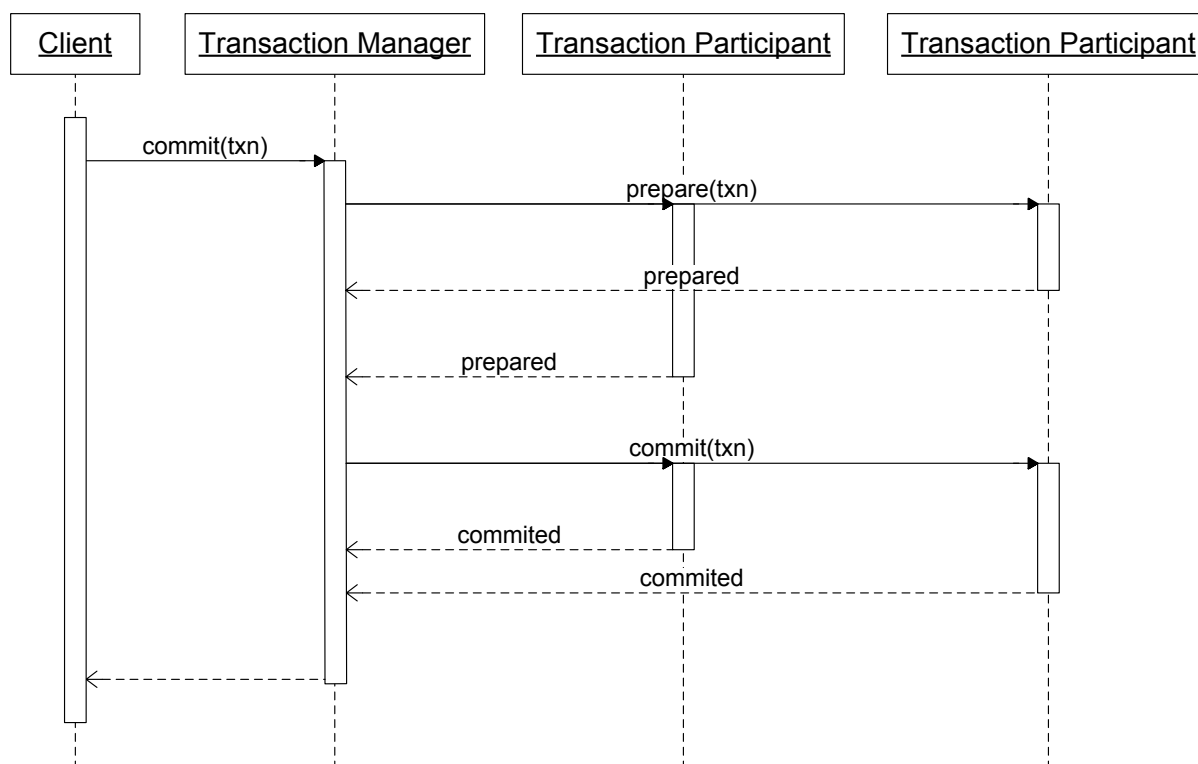 Client
Transaction Manager
Transaction Participant
Transaction Participant
commit(txn)
prepare(txn)
prepared
prepared
commit(txn)
commited
commited